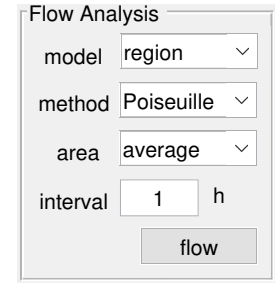 Flow Analysis
model region
method Poiseuille
area average
interval 1 h
flow